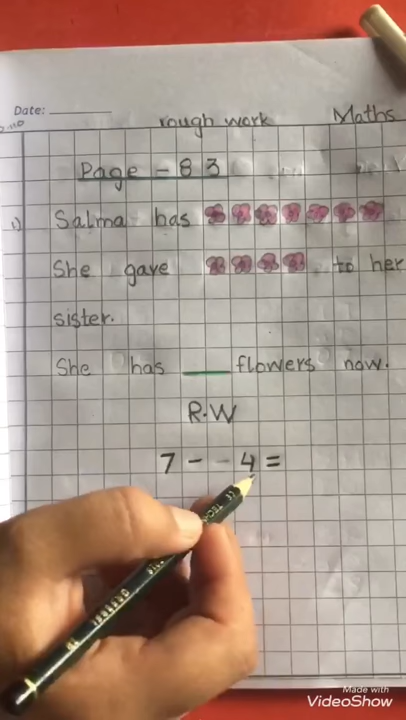 Date:
rough work
Maths
Page - 83
1) Salma has
She gave to her
sister.
She has ___ flowers now.
R.W
7 - - 4 =
Made with
VideoShow